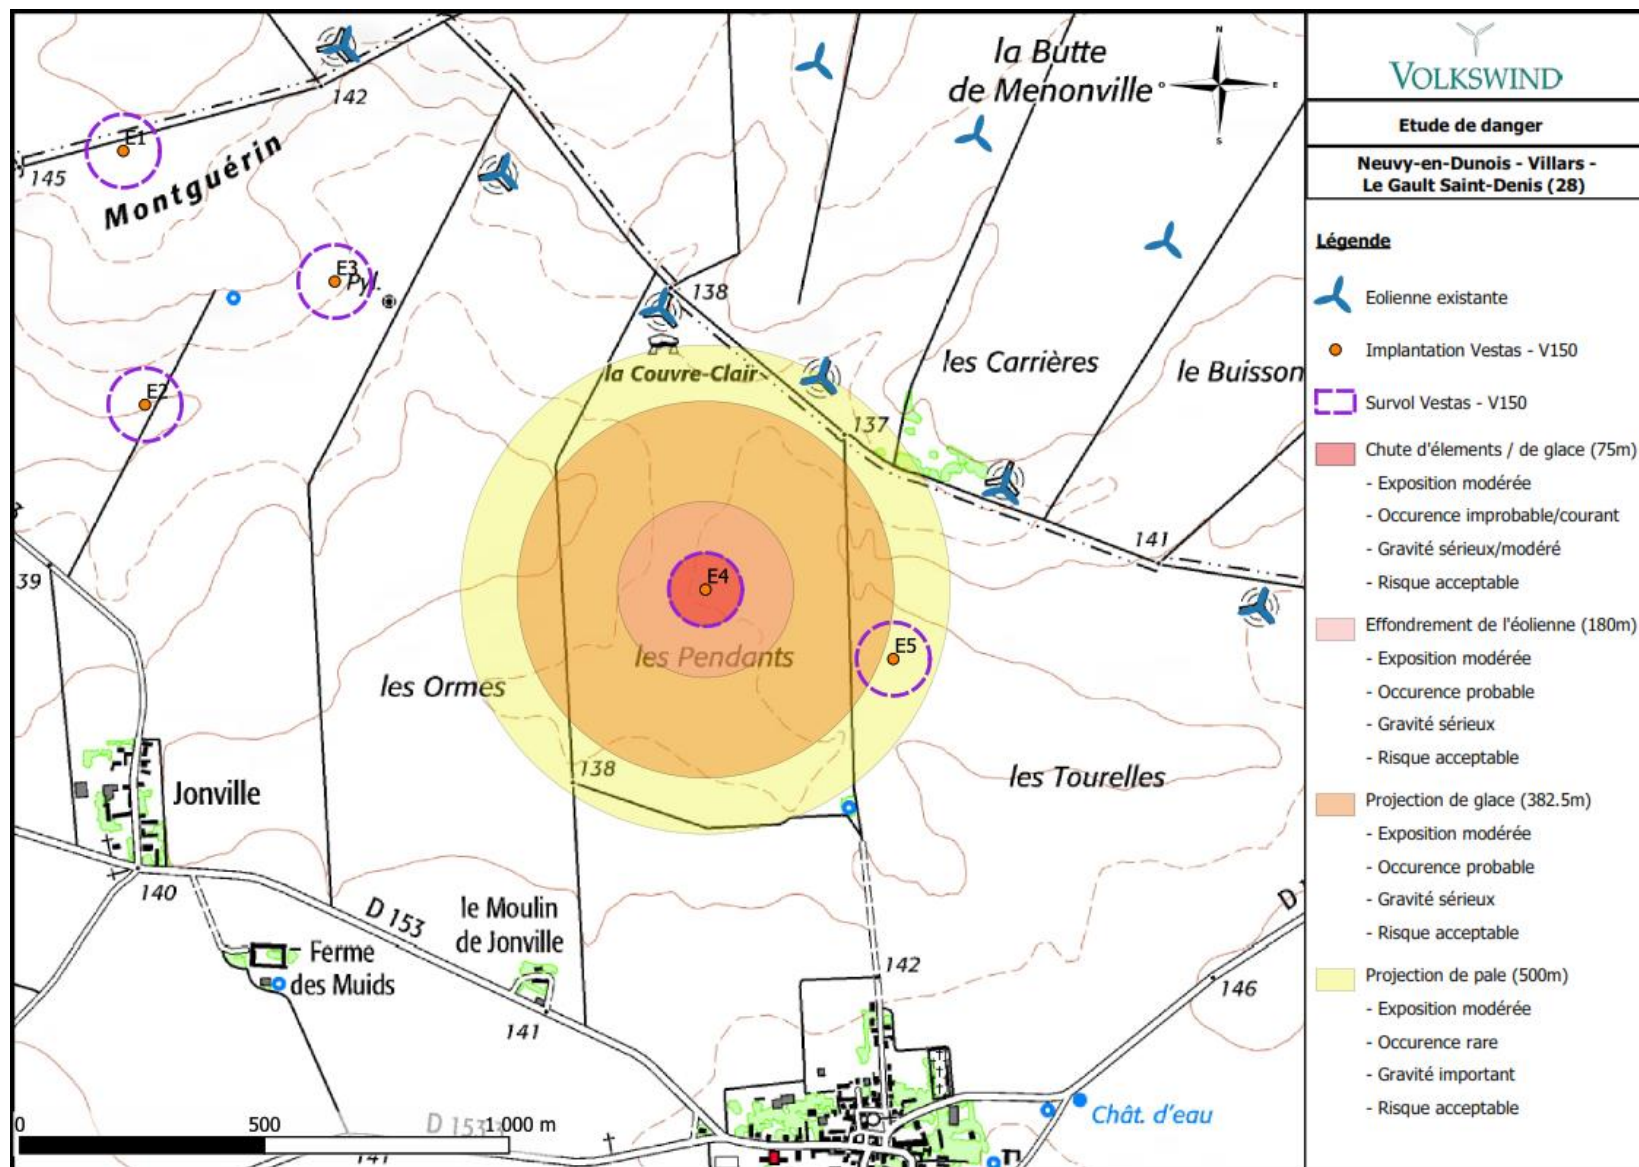 la Butte
de Menonville
N
O
E
S
142
E1
145
Montguérin
E3
Pyl.
138
la Couvre-Clair
les Carrières
le Buisson
E2
137
141
39
E4
les Pendants
E5
les Ormes
138
les Tourelles
Jonville
140
D 153
le Moulin
de Jonville
Ferme
des Muids
141
142
146
D 1
Chât. d'eau
D 153
141
0
500
1 000 m
VOLKSWIND
Etude de danger
Neuvy-en-Dunois - Villars -
Le Gault Saint-Denis (28)
Légende
Eolienne existante
Implantation Vestas - V150
Survol Vestas - V150
Chute d'élements / de glace (75m)
- Exposition modérée
- Occurence improbable/courant
- Gravité sérieux/modéré
- Risque acceptable
Effondrement de l'éolienne (180m)
- Exposition modérée
- Occurence probable
- Gravité sérieux
- Risque acceptable
Projection de glace (382.5m)
- Exposition modérée
- Occurence probable
- Gravité sérieux
- Risque acceptable
Projection de pale (500m)
- Exposition modérée
- Occurence rare
- Gravité important
- Risque acceptable